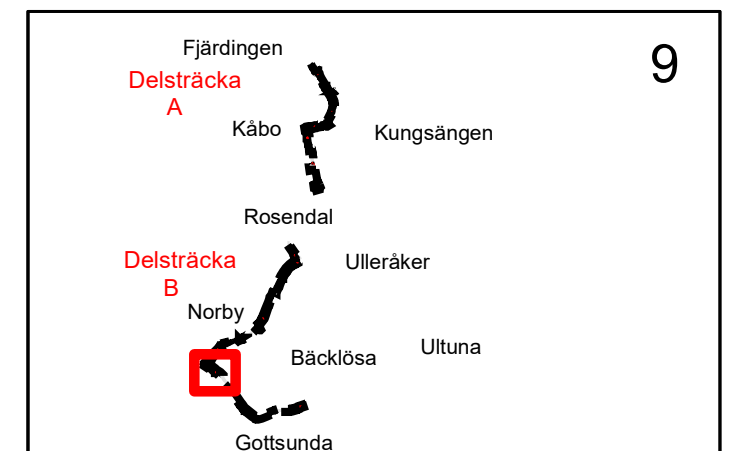 Fjärdingen
9
Delsträcka
A
Kåbo
Kungsängen
Rosendal
Delsträcka
B
Ulleråker
Norby
Ultuna
Bäcklösa
Gottsunda